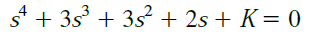 s⁴ + 3s³ + 3s² + 2s + K = 0